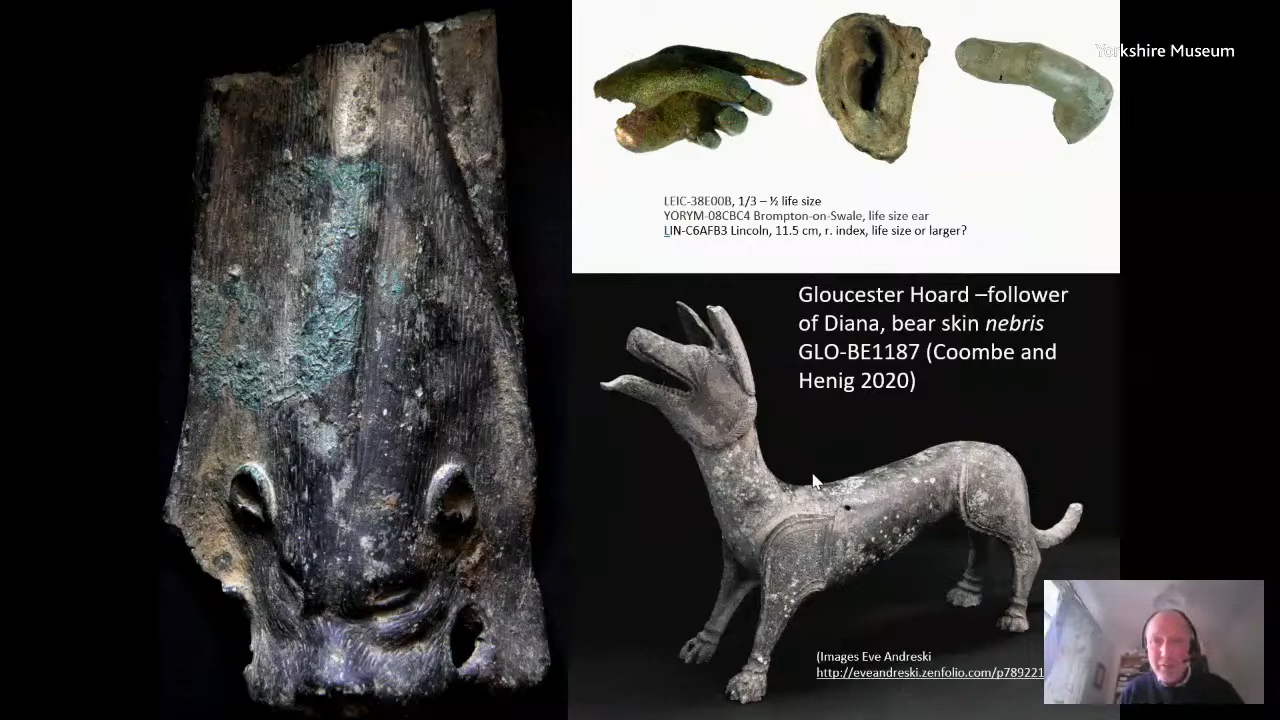 Yorkshire Museum
LEIC-38E00B, 1/3 – ½ life size
YORYM-08CBC4 Brompton-on-Swale, life size ear
LIN-C6AFB3 Lincoln, 11.5 cm, r. index, life size or larger?
Gloucester Hoard –follower
of Diana, bear skin nebris
GLO-BE1187 (Coombe and
Henig 2020)
(Images Eve Andreski
http://eveandreski.zenfolio.com/p789221